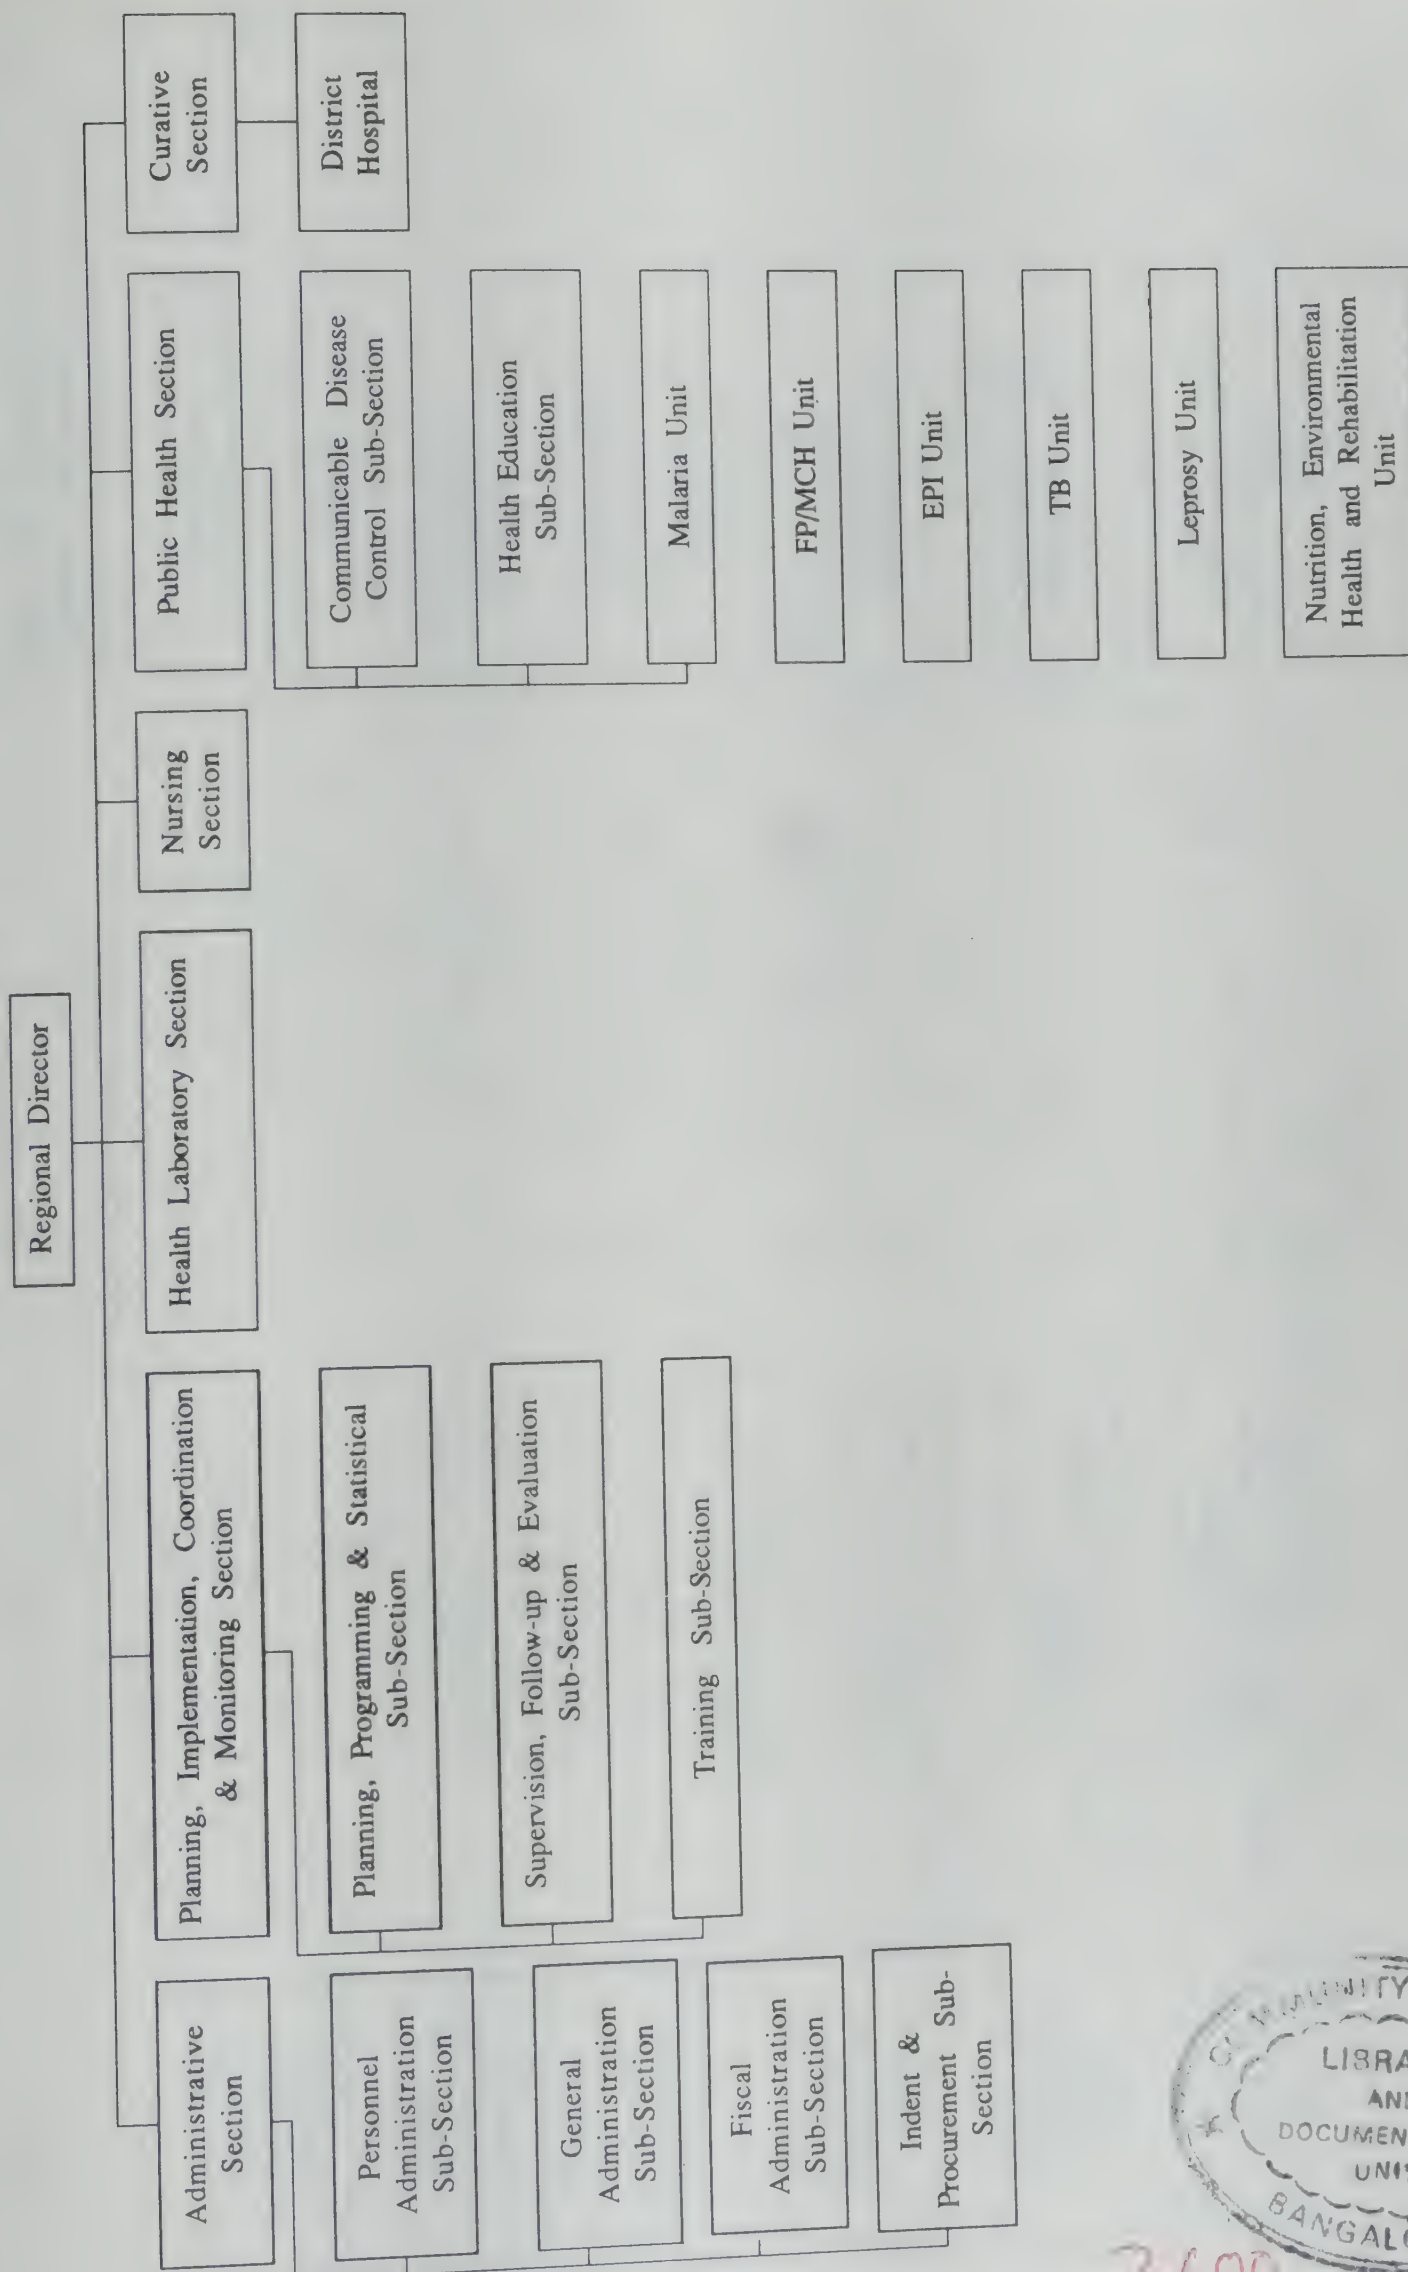 Regional Director
Administrative
Section
Personnel
Administration
Sub-Section
General
Administration
Sub-Section
Fiscal
Administration
Sub-Section
Indent &
Procurement Sub-
Section
Planning, Implementation, Coordination
& Monitoring Section
Planning, Programming & Statistical
Sub-Section
Supervision, Follow-up & Evaluation
Sub-Section
Training Sub-Section
Health Laboratory Section
Nursing
Section
Public Health Section
Communicable Disease
Control Sub-Section
Health Education
Sub-Section
Malaria Unit
FP/MCH Unit
EPI Unit
TB Unit
Leprosy Unit
Nutrition, Environmental
Health and Rehabilitation
Unit
Curative
Section
District
Hospital
LIBRA
AND
DOCUMEN
UNIT
BANGALO